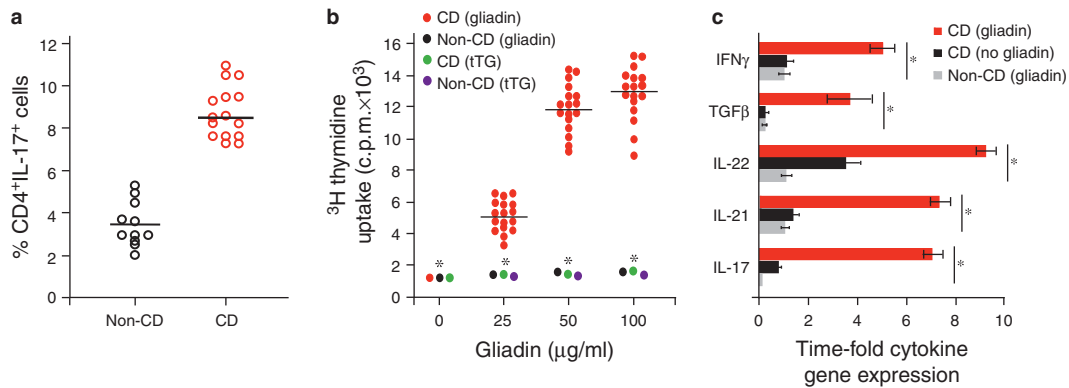 a
% CD4+IL-17+ cells
12
10
8
6
4
2
0
Non-CD
CD
b
CD (gliadin)
Non-CD (gliadin)
CD (tTG)
Non-CD (tTG)
³H thymidine
uptake (c.p.m.×10³)
16
14
12
10
8
6
4
2
0
*
*
*
*
0
25
50
100
Gliadin (μg/ml)
c
CD (gliadin)
CD (no gliadin)
Non-CD (gliadin)
IFNγ
*
TGFβ
*
IL-22
*
IL-21
*
IL-17
*
0
2
4
6
8
10
Time-fold cytokine
gene expression